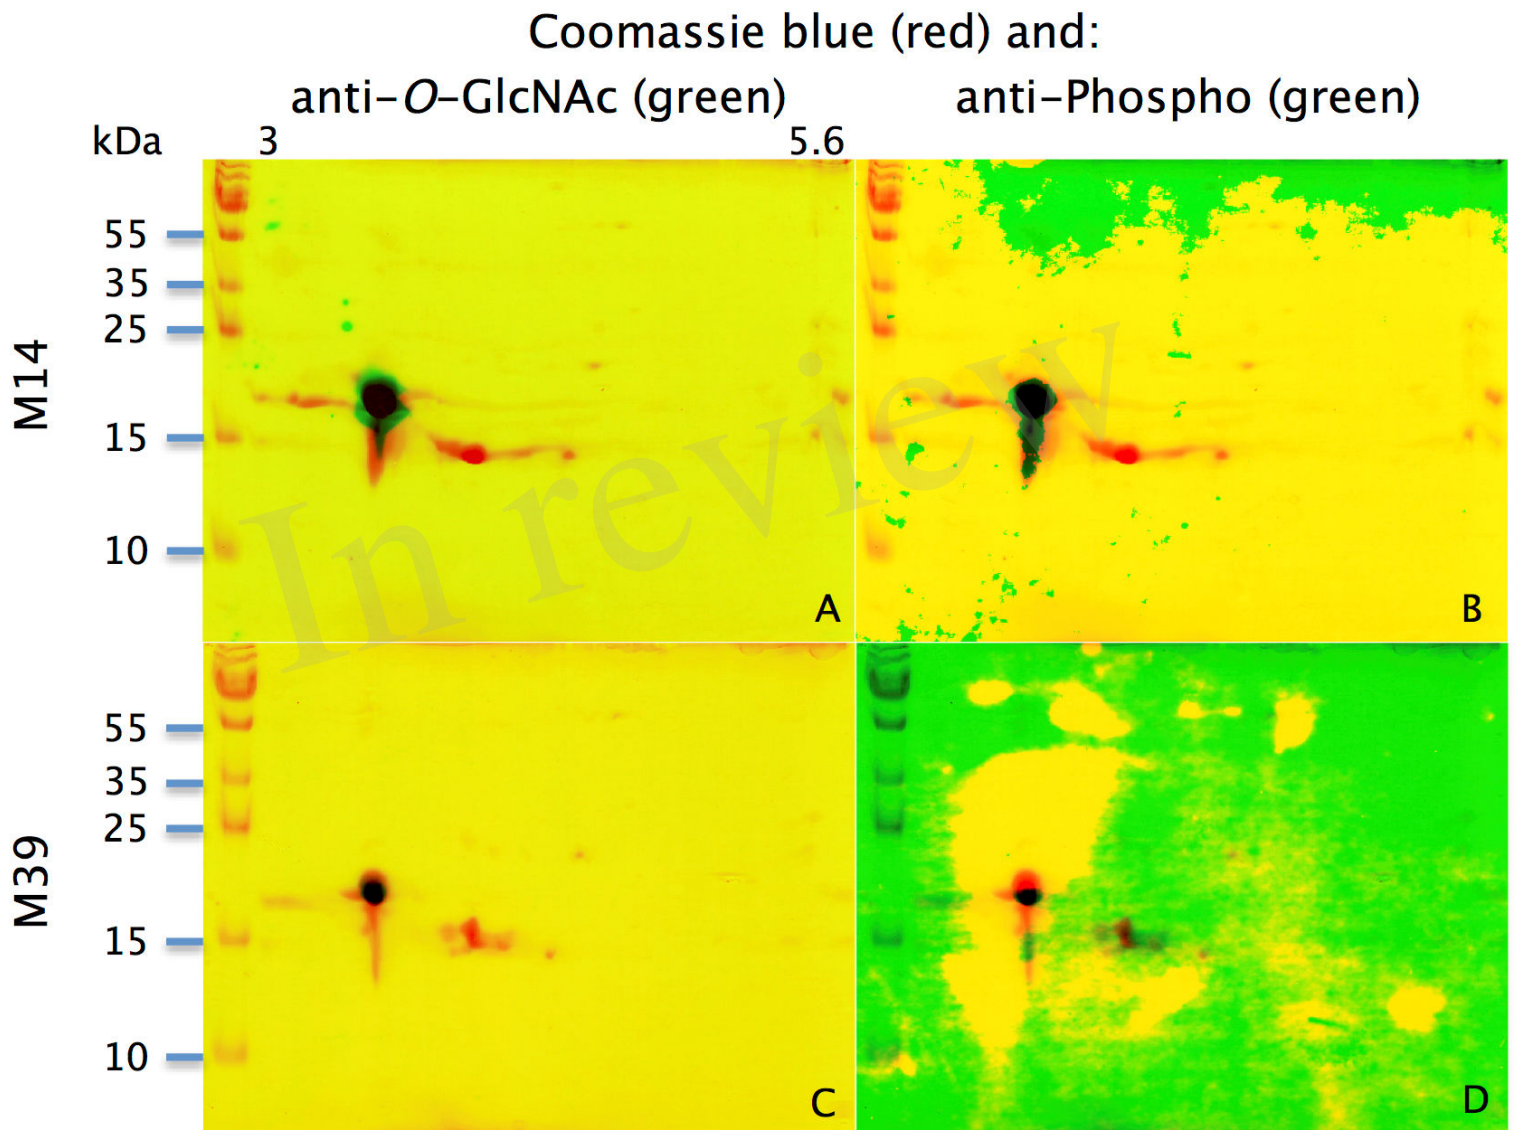 Coomassie blue (red) and:
anti-O-GlcNAc (green) anti-Phospho (green)
kDa 3 5.6
M14
55
35
25
15
10
A
B
In review
M39
55
35
25
15
10
C
D